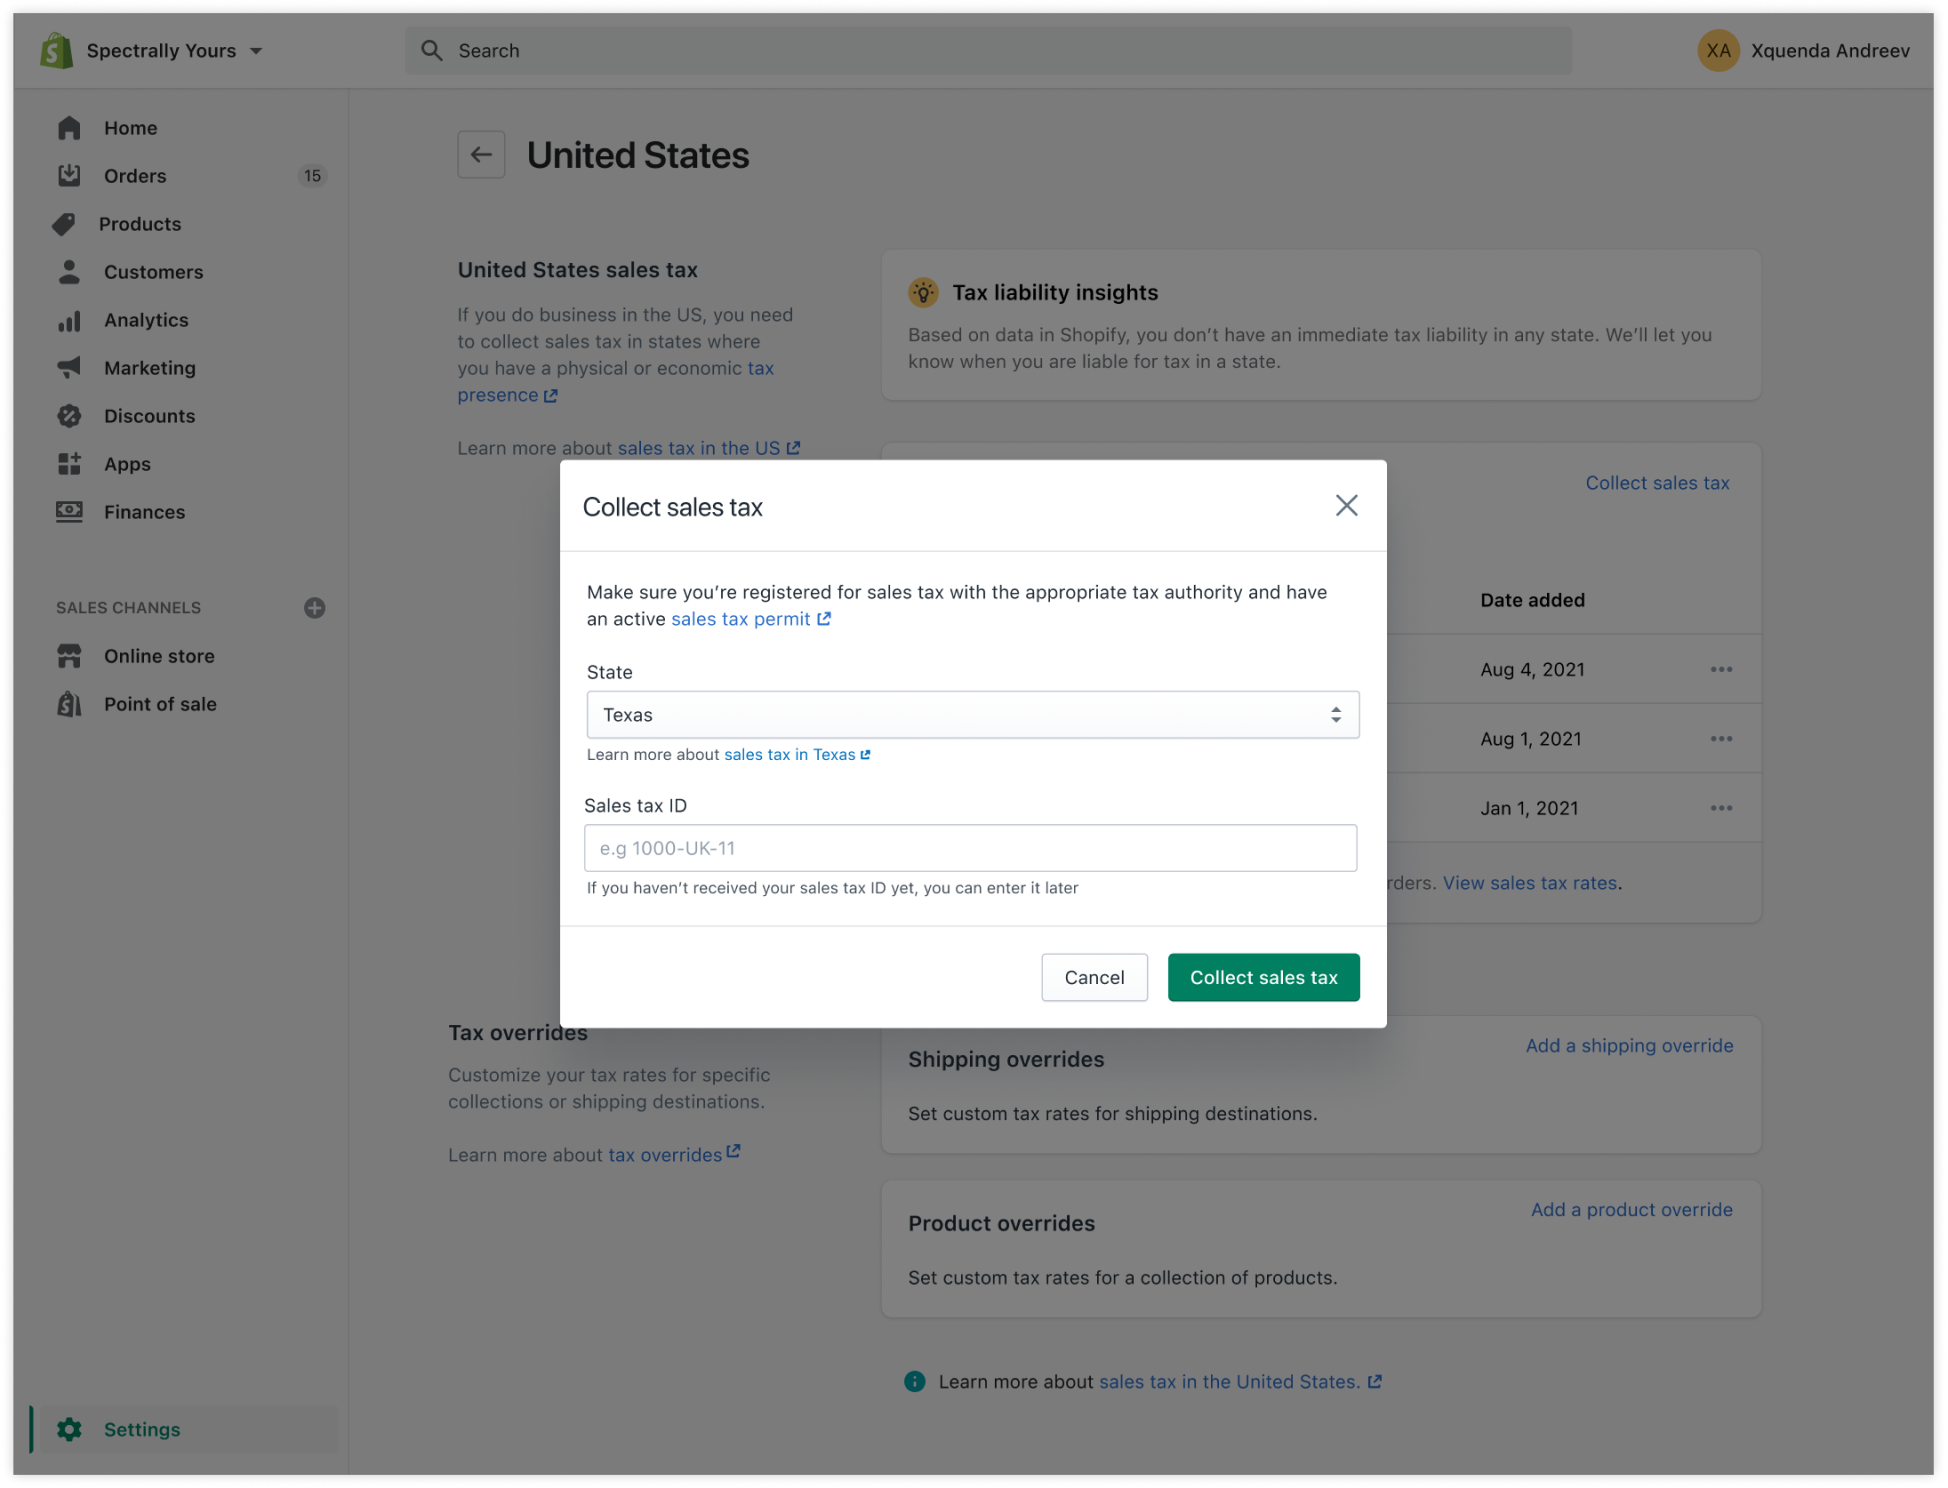 Spectrally Yours
Search
XA
Xquenda Andreev
Home
Orders
15
Products
Customers
Analytics
Marketing
Discounts
Apps
Finances
SALES CHANNELS
Online store
Point of sale
Settings
United States
United States sales tax
If you do business in the US, you need
to collect sales tax in states where
you have a physical or economic tax
presence
Learn more about sales tax in the US
Tax liability insights
Based on data in Shopify, you don’t have an immediate tax liability in any state. We’ll let you
know when you are liable for tax in a state.
Collect sales tax
Date added
Aug 4, 2021
Aug 1, 2021
Jan 1, 2021
View sales tax rates.
Collect sales tax
Make sure you’re registered for sales tax with the appropriate tax authority and have
an active sales tax permit
State
Texas
Learn more about sales tax in Texas
Sales tax ID
e.g 1000-UK-11
If you haven’t received your sales tax ID yet, you can enter it later
Cancel
Collect sales tax
Tax overrides
Customize your tax rates for specific
collections or shipping destinations.
Learn more about tax overrides
Shipping overrides
Add a shipping override
Set custom tax rates for shipping destinations.
Product overrides
Add a product override
Set custom tax rates for a collection of products.
Learn more about sales tax in the United States.